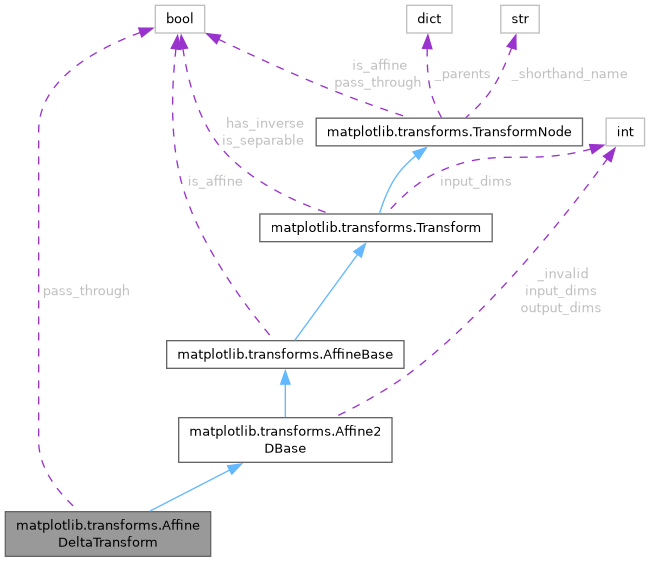 bool
dict
str
is_affine
pass_through
_parents
_shorthand_name
has_inverse
is_separable
matplotlib.transforms.TransformNode
int
is_affine
input_dims
matplotlib.transforms.Transform
_invalid
input_dims
output_dims
pass_through
matplotlib.transforms.AffineBase
matplotlib.transforms.Affine2
DBase
matplotlib.transforms.Affine
DeltaTransform